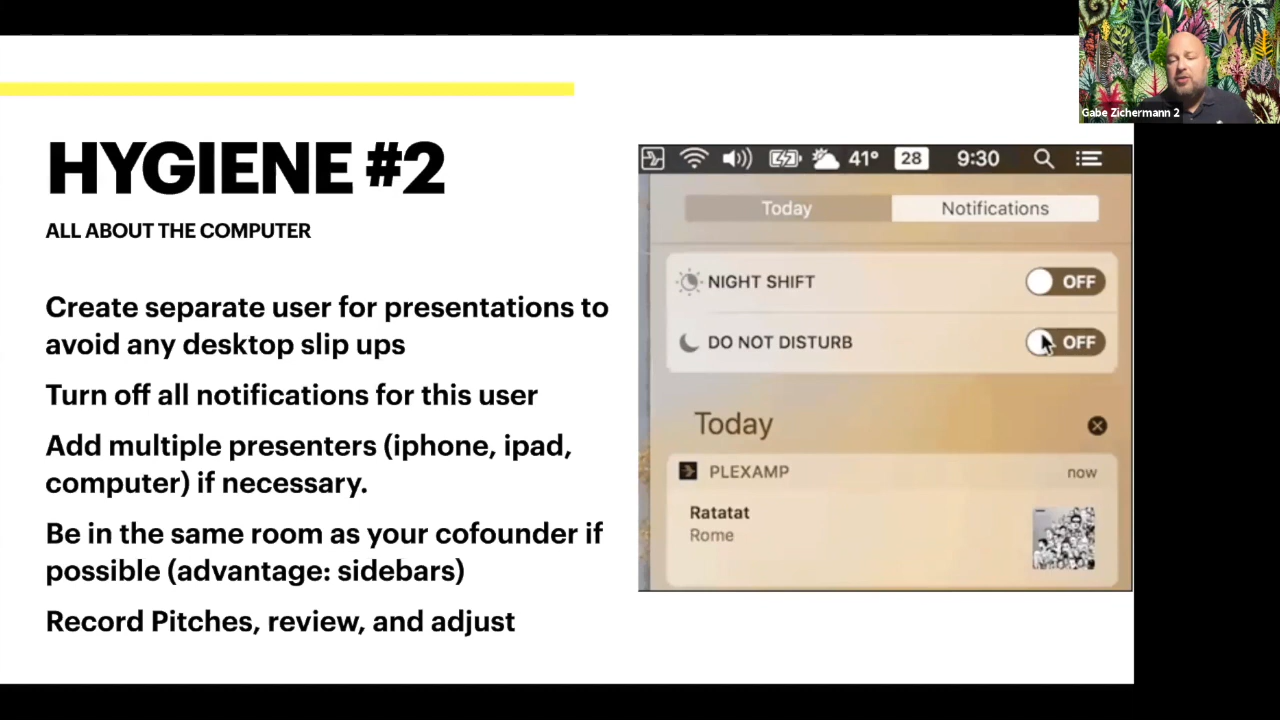 Gabe Zichermann 2
HYGIENE #2
ALL ABOUT THE COMPUTER
Create separate user for presentations to
avoid any desktop slip ups
Turn off all notifications for this user
Add multiple presenters (iphone, ipad,
computer) if necessary.
Be in the same room as your cofounder if
possible (advantage: sidebars)
Record Pitches, review, and adjust
41° 28 9:30
Today Notifications
NIGHT SHIFT OFF
DO NOT DISTURB OFF
Today
PLEXAMP now
Ratatat
Rome